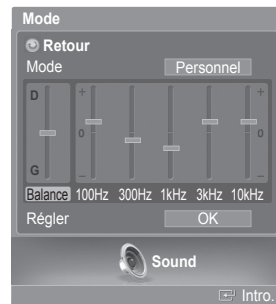 Mode
Retour
Mode Personnel
D + +
0 0
G − −
Balance 100Hz 300Hz 1kHz 3kHz 10kHz
Régler OK
Sound
Intro.